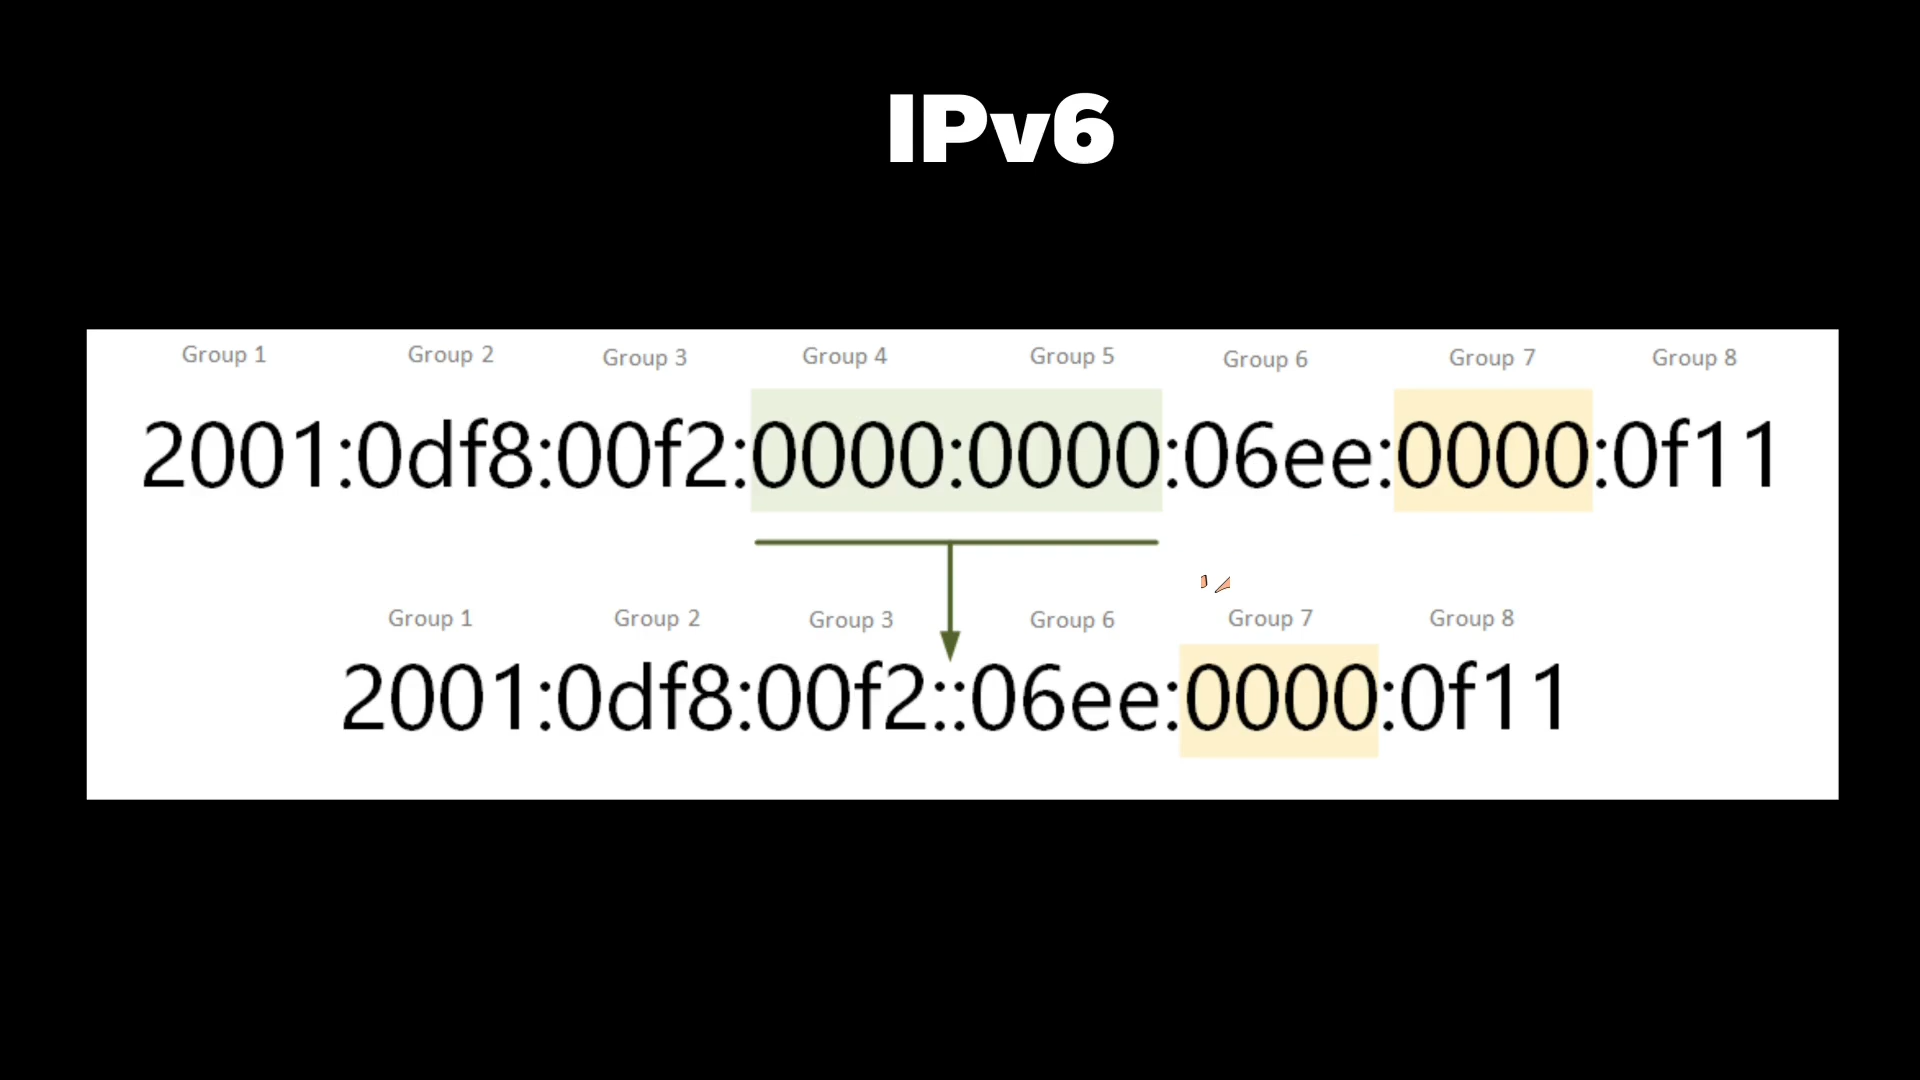 IPv6
Group 1 Group 2 Group 3 Group 4 Group 5 Group 6 Group 7 Group 8
2001:0df8:00f2:0000:0000:06ee:0000:0f11
Group 1 Group 2 Group 3 Group 6 Group 7 Group 8
2001:0df8:00f2::06ee:0000:0f11